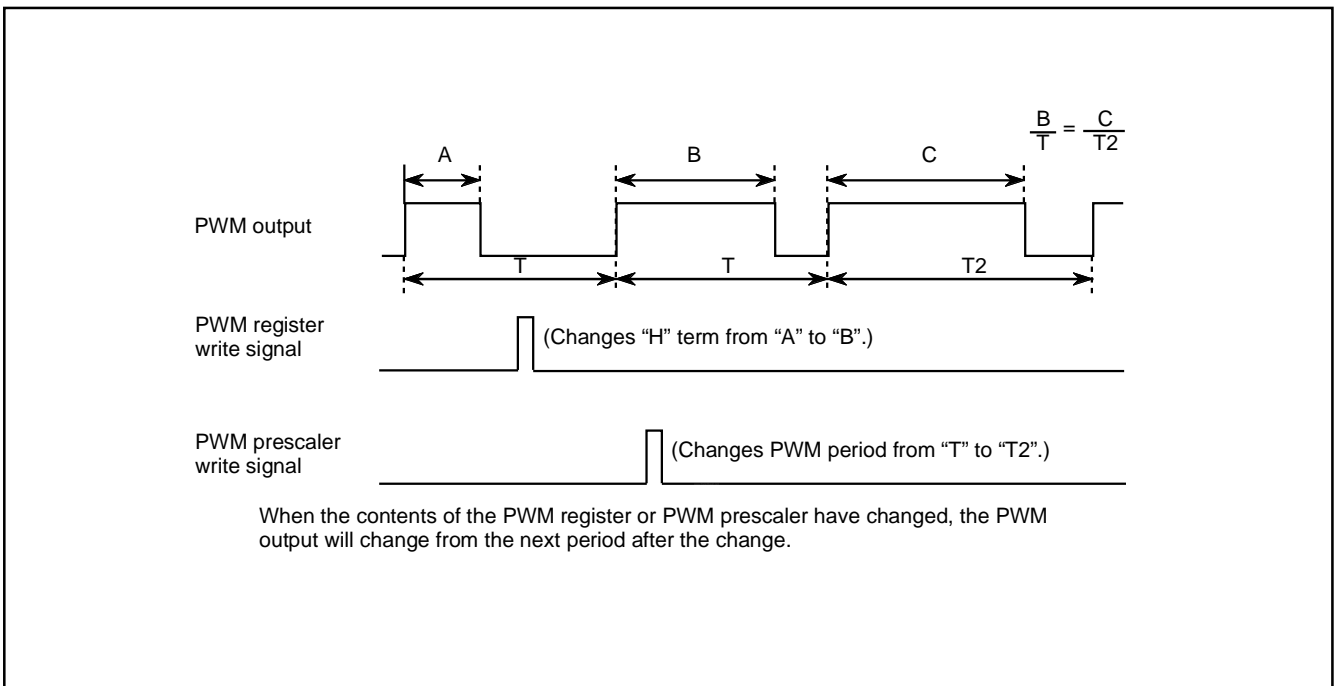 B = C
T T2
A B C
PWM output
T T T2
PWM register
write signal
(Changes “H” term from “A” to “B”.)
PWM prescaler
write signal
(Changes PWM period from “T” to “T2”.)
When the contents of the PWM register or PWM prescaler have changed, the PWM
output will change from the next period after the change.